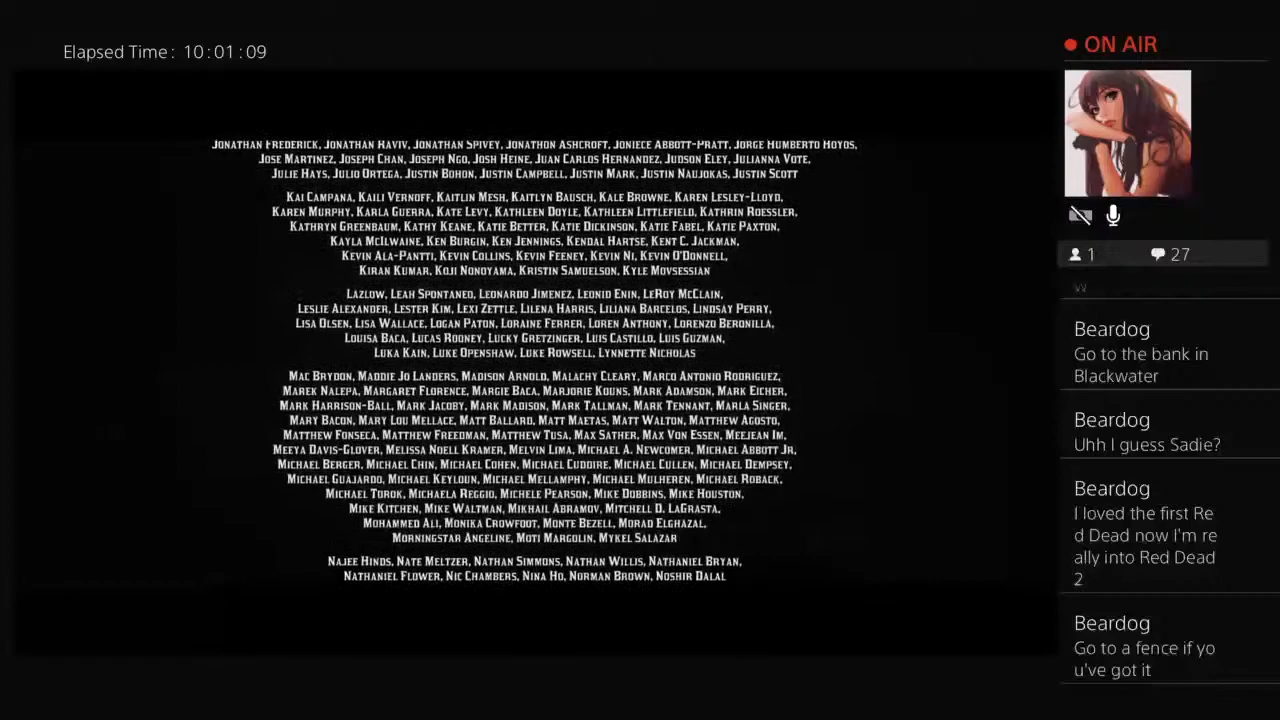 Elapsed Time: 10:01:09
ON AIR
JONATHAN FREDERICK, JONATHAN RAVIV, JONATHAN SPIVEY, JONATHON ASHCROFT, JONIECE ABBOTT-PRATT, JORGE HUMBERTO HOYOS,
JOSE MARTINEZ, JOSEPH CHAN, JOSEPH NGO, JOSH HEINE, JUAN CARLOS HERNANDEZ, JUDSON ELEY, JULIANNA VOTE,
JULIE HAYS, JULIO ORTEGA, JUSTIN BOHON, JUSTIN CAMPBELL, JUSTIN MARK, JUSTIN NAUJOKAS, JUSTIN SCOTT
KAI CAMPANA, KAILI VERNOFF, KAITLIN MESH, KAITLYN BAUSCH, KALE BROWNE, KAREN LESLEY-LLOYD,
KAREN MURPHY, KARLA GUERRA, KATE LEVY, KATHLEEN DOYLE, KATHLEEN LITTLEFIELD, KATHRIN ROESSLER,
KATHRYN GREENBAUM, KATHY KEANE, KATIE BETTER, KATIE DICKINSON, KATIE FABEL, KATIE PAXTON,
KAYLA MCILWAINE, KEN BURGIN, KEN JENNINGS, KENDAL HARTSE, KENT C. JACKMAN,
KEVIN ALA-PANTTI, KEVIN COLLINS, KEVIN FEENEY, KEVIN NI, KEVIN O'DONNELL,
KIRAN KUMAR, KOJI NONOYAMA, KRISTIN SAMUELSON, KYLE MOVSESSIAN
LAZLOW, LEAH SPONTANEO, LEONARDO JIMENEZ, LEONID ENIN, LEROY MCCLAIN,
LESLIE ALEXANDER, LESTER KIM, LEXI ZETTLE, LILENA HARRIS, LILIANA BARCELOS, LINDSAY PERRY,
LISA OLSEN, LISA WALLACE, LOGAN PATON, LORAINE FERRER, LOREN ANTHONY, LORENZO BERONILLA,
LOUISA BACA, LUCAS ROONEY, LUCKY GRETZINGER, LUIS CASTILLO, LUIS GUZMAN,
LUKA KAIN, LUKE OPENSHAW, LUKE ROWSELL, LYNNETTE NICHOLAS
MAC BRYDON, MADDIE JO LANDERS, MADISON ARNOLD, MALACHY CLEARY, MARCO ANTONIO RODRIGUEZ,
MAREK NALEPA, MARGARET FLORENCE, MARGIE BACA, MARJORIE KOUNS, MARK ADAMSON, MARK EICHER,
MARK HARRISON-BALL, MARK JACOBY, MARK MADISON, MARK TALLMAN, MARK TENNANT, MARLA SINGER,
MARY BACON, MARY LOU MELLACE, MATT BALLARD, MATT MAETAS, MATT WALTON, MATTHEW AGOSTO,
MATTHEW FONSECA, MATTHEW FREEDMAN, MATTHEW TUSA, MAX SATHER, MAX VON ESSEN, MEEJEAN IM,
MEEYA DAVIS-GLOVER, MELISSA NOELL KRAMER, MELVIN LIMA, MICHAEL A. NEWCOMER, MICHAEL ABBOTT JR,
MICHAEL BERGER, MICHAEL CHIN, MICHAEL COHEN, MICHAEL CUDDIRE, MICHAEL CULLEN, MICHAEL DEMPSEY,
MICHAEL GUAJARDO, MICHAEL KEYLOUN, MICHAEL MELLAMPHY, MICHAEL MULHEREN, MICHAEL ROBACK,
MICHAEL TOROK, MICHAELA REGGIO, MICHELE PEARSON, MIKE DOBBINS, MIKE HOUSTON,
MIKE KITCHEN, MIKE WALTMAN, MIKHAIL ABRAMOV, MITCHELL D. LAGRASTA,
MOHAMMED ALI, MONIKA CROWFOOT, MONTE BEZELL, MORAD ELGHAZAL,
MORNINGSTAR ANGELINE, MOTI MARGOLIN, MYKEL SALAZAR
NAJEE HINDS, NATE MELTZER, NATHAN SIMMONS, NATHAN WILLIS, NATHANIEL BRYAN,
NATHANIEL FLOWER, NIC CHAMBERS, NINA HO, NORMAN BROWN, NOSHIR DALAL
1 27
w
Beardog
Go to the bank in
Blackwater
Beardog
Uhh I guess Sadie?
Beardog
I loved the first Re
d Dead now I'm re
ally into Red Dead
2
Beardog
Go to a fence if yo
u've got it